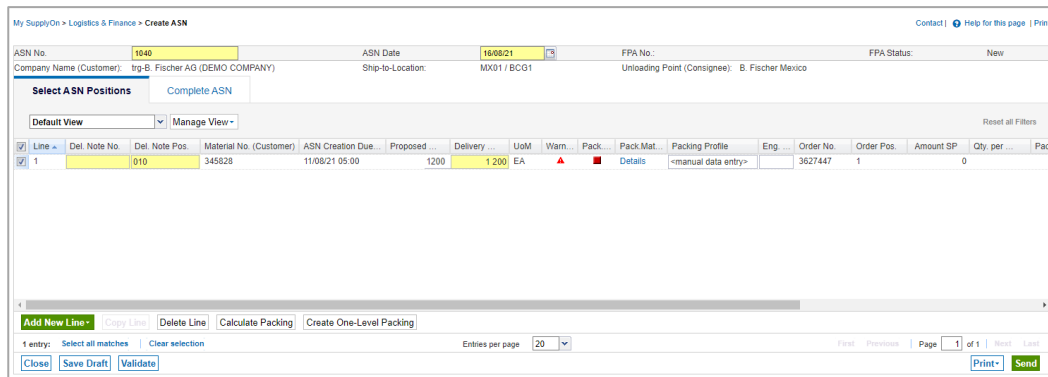 My SupplyOn > Logistics & Finance > Create ASN Contact | Help for this page | Prin
ASN No. 1040 ASN Date 16/08/21 FPA No.: FPA Status: New
Company Name (Customer): trg-B. Fischer AG (DEMO COMPANY) Ship-to-Location: MX01 / BCG1 Unloading Point (Consignee): B. Fischer Mexico
Select ASN Positions Complete ASN
Default View Manage View Reset all Filters
Line Del. Note No. Del. Note Pos. Material No. (Customer) ASN Creation Due... Proposed ... Delivery ... UoM Warn... Pack.... Pack.Mat... Packing Profile Eng. ... Order No. Order Pos. Amount SP Qty. per ... Pac
1 010 345828 11/08/21 05:00 1200 1 200 EA Details <manual data entry> 3627447 1 0
Add New Line Copy Line Delete Line Calculate Packing Create One-Level Packing
1 entry: Select all matches | Clear selection Entries per page 20 First Previous | Page 1 of 1 | Next Last
Close Save Draft Validate Print Send